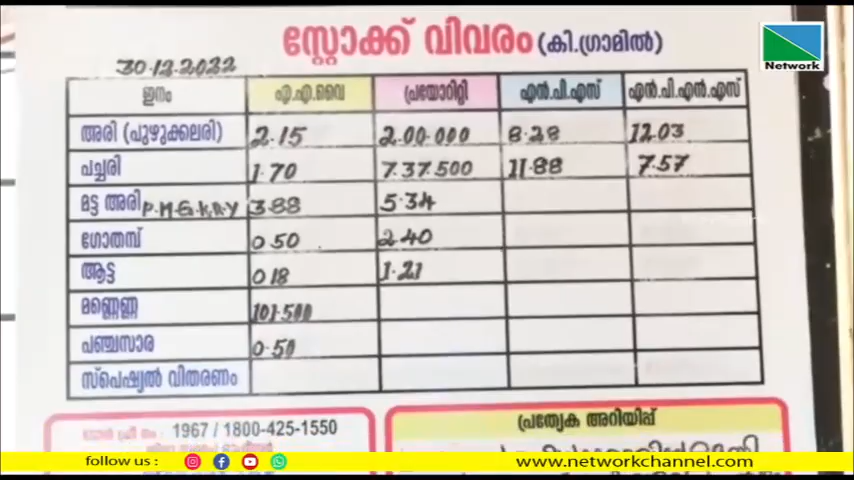 സ്റ്റോക്ക് വിവരം (കി.ഗ്രാമിൽ)
Network
30-12-2022
ഇനം എ.എ.വൈ പ്രയോറിറ്റി എൻ.പി.എസ് എൻ.പി.എൻ.എസ്
അരി (പുഴുക്കലരി) 2.15 2.00.000 8.28 12.03
പച്ചരി 1.70 7.37.500 11.88 7.57
മട്ട അരി P.M.G.K.A.Y 3.88 5.34
ഗോതമ്പ് 0.50 2.40
ആട്ട 0.18 1.21
മണ്ണെണ്ണ 101.500
പഞ്ചസാര 0.50
സ്പെഷ്യൽ വിതരണം
ടോൾ ഫ്രീ നം : 1967 / 1800-425-1550
പ്രത്യേക അറിയിപ്പ്
follow us :
www.networkchannel.com